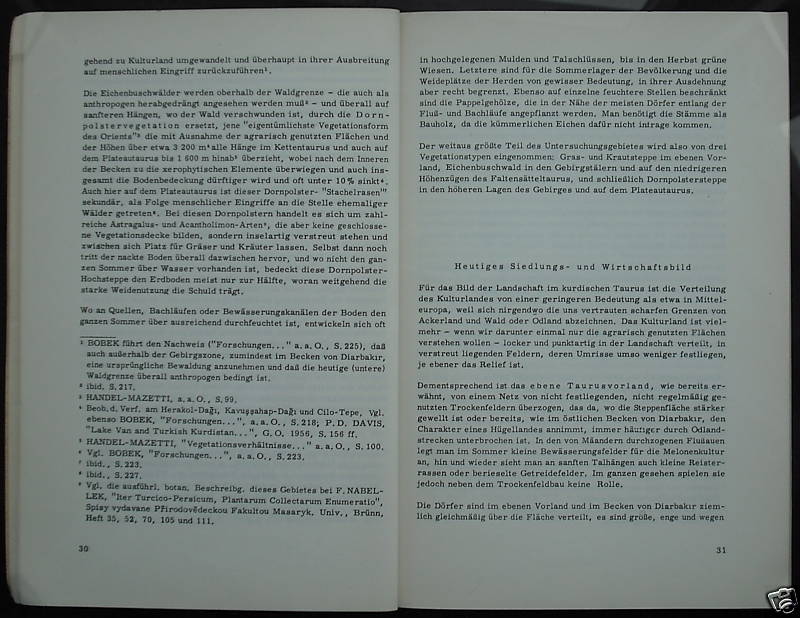 gehend zu Kulturland umgewandelt und überhaupt in ihrer Ausbreitung
auf menschlichen Eingriff zurückzuführen¹.
Die Eichenbuschwälder werden oberhalb der Waldgrenze - die auch als
anthropogen herabgedrängt angesehen werden muß² - und überall auf
sanfteren Hängen, wo der Wald verschwunden ist, durch die Dorn-
polstervegetation ersetzt, jene "eigentümlichste Vegetationsform
des Orients"³ die mit Ausnahme der agrarisch genutzten Flächen und
der Höhen über etwa 3 200 m⁴ alle Hänge im Kettentaurus und auch auf
dem Plateautaurus bis 1 600 m hinab⁵ überzieht, wobei nach dem Inneren
der Becken zu die xerophytischen Elemente überwiegen und auch ins-
gesamt die Bodenbedeckung dürftiger wird und oft unter 10 % sinkt⁶.
Auch hier auf dem Plateautaurus ist dieser Dornpolster- "Stachelrasen"⁷
sekundär, als Folge menschlicher Eingriffe an die Stelle ehemaliger
Wälder getreten⁸. Bei diesen Dornpolstern handelt es sich um zahl-
reiche Astragalus- und Acantholimon-Arten⁹, die aber keine geschlosse-
ne Vegetationsdecke bilden, sondern inselartig verstreut stehen und
zwischen sich Platz für Gräser und Kräuter lassen. Selbst dann noch
tritt der nackte Boden überall dazwischen hervor, und wo nicht den gan-
zen Sommer über Wasser vorhanden ist, bedeckt diese Dornpolster-
Hochsteppe den Erdboden meist nur zur Hälfte, woran weitgehend die
starke Weidenutzung die Schuld trägt.
Wo an Quellen, Bachläufen oder Bewässerungskanälen der Boden den
ganzen Sommer über ausreichend durchfeuchtet ist, entwickeln sich oft
¹ BOBEK führt den Nachweis ("Forschungen..." a. a. O., S. 225), daß
auch außerhalb der Gebirgszone, zumindest im Becken von Diarbakır,
eine ursprüngliche Bewaldung anzunehmen und daß die heutige (untere)
Waldgrenze überall anthropogen bedingt ist.
² ibid. S. 217.
³ HANDEL-MAZETTI, a. a. O., S. 99.
⁴ Beob. d. Verf. am Herakol-Dağı, Kavuşşahap-Dağı und Cilo-Tepe, Vgl.
ebenso BOBEK, "Forschungen...", a. a. O., S. 218; P. D. DAVIS,
"Lake Van and Turkish Kurdistan...", G. O. 1956, S. 156 ff.
⁵ HANDEL-MAZETTI, "Vegetationsverhältnisse..." a. a. O., S. 100.
⁶ Vgl. BOBEK, "Forschungen...", a. a. O., S. 223.
⁷ ibid., S. 223.
⁸ ibid., S. 227.
⁹ Vgl. die ausführl. botan. Beschreibg. dieses Gebietes bei F. NABEL-
LEK, "Iter Turcico-Persicum, Plantarum Collectarum Enumeratio",
Spisy vydavane Přirodovědeckou Fakultou Masaryk. Univ., Brünn,
Heft 35, 52, 70, 105 und 111.
30
in hochgelegenen Mulden und Talschlüssen, bis in den Herbst grüne
Wiesen. Letztere sind für die Sommerlager der Bevölkerung und die
Weideplätze der Herden von gewisser Bedeutung, in ihrer Ausdehnung
aber recht begrenzt. Ebenso auf einzelne feuchtere Stellen beschränkt
sind die Pappelgehölze, die in der Nähe der meisten Dörfer entlang der
Fluß- und Bachläufe angepflanzt werden. Man benötigt die Stämme als
Bauholz, da die kümmerlichen Eichen dafür nicht infrage kommen.
Der weitaus größte Teil des Untersuchungsgebietes wird also von drei
Vegetationstypen eingenommen: Gras- und Krautsteppe im ebenen Vor-
land, Eichenbuschwald in den Gebirgstälern und auf den niedrigeren
Höhenzügen des Faltensätteltaurus, und schließlich Dornpolstersteppe
in den höheren Lagen des Gebirges und auf dem Plateautaurus.
Heutiges Siedlungs- und Wirtschaftsbild
Für das Bild der Landschaft im kurdischen Taurus ist die Verteilung
des Kulturlandes von einer geringeren Bedeutung als etwa in Mittel-
europa, weil sich nirgendwo die uns vertrauten scharfen Grenzen von
Ackerland und Wald oder Ödland abzeichnen. Das Kulturland ist viel-
mehr - wenn wir darunter einmal nur die agrarisch genutzten Flächen
verstehen wollen - locker und punktartig in der Landschaft verteilt, in
verstreut liegenden Feldern, deren Umrisse umso weniger festliegen,
je ebener das Relief ist.
Dementsprechend ist das ebene Taurusvorland, wie bereits er-
wähnt, von einem Netz von nicht festliegenden, nicht regelmäßig ge-
nutzten Trockenfeldern überzogen, das da, wo die Steppenfläche stärker
gewellt ist oder bereits, wie im östlichen Becken von Diarbakır, den
Charakter eines Hügellandes annimmt, immer häufiger durch Ödland-
strecken unterbrochen ist. In den von Mäandern durchzogenen Flußauen
legt man im Sommer kleine Bewässerungsfelder für die Melonenkultur
an, hin und wieder sieht man an sanften Talhängen auch kleine Reister-
rassen oder berieselte Getreidefelder. Im ganzen gesehen spielen sie
jedoch neben dem Trockenfeldbau keine Rolle.
Die Dörfer sind im ebenen Vorland und im Becken von Diarbakır ziem-
lich gleichmäßig über die Fläche verteilt, es sind große, enge und wegen
31